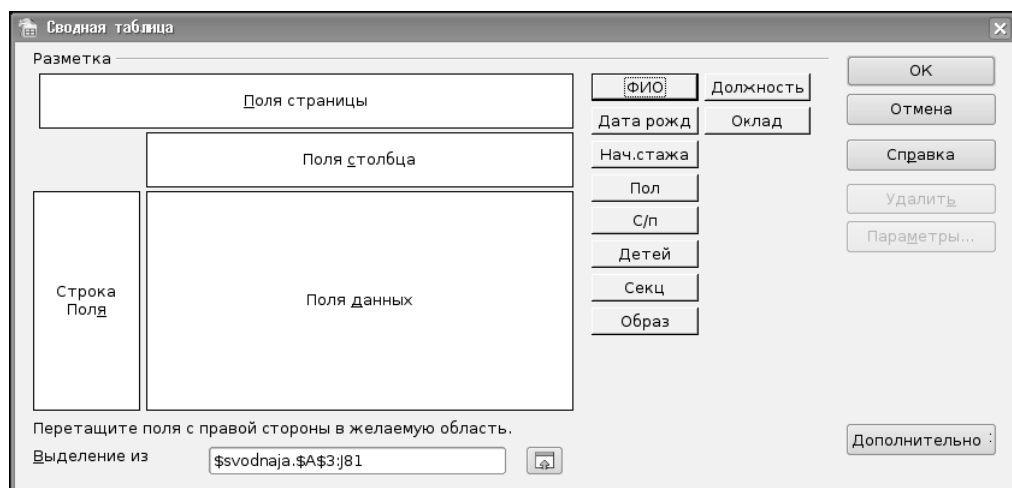 Сводная таблица
Разметка
Поля страницы
Поля столбца
Строка
Поля
Поля данных
ФИО Должность
Дата рожд Оклад
Нач.стажа
Пол
С/п
Детей
Секц
Образ
ОК
Отмена
Справка
Удалить
Параметры...
Перетащите поля с правой стороны в желаемую область.
Выделение из $svodnaja.$A$3:J81
Дополнительно